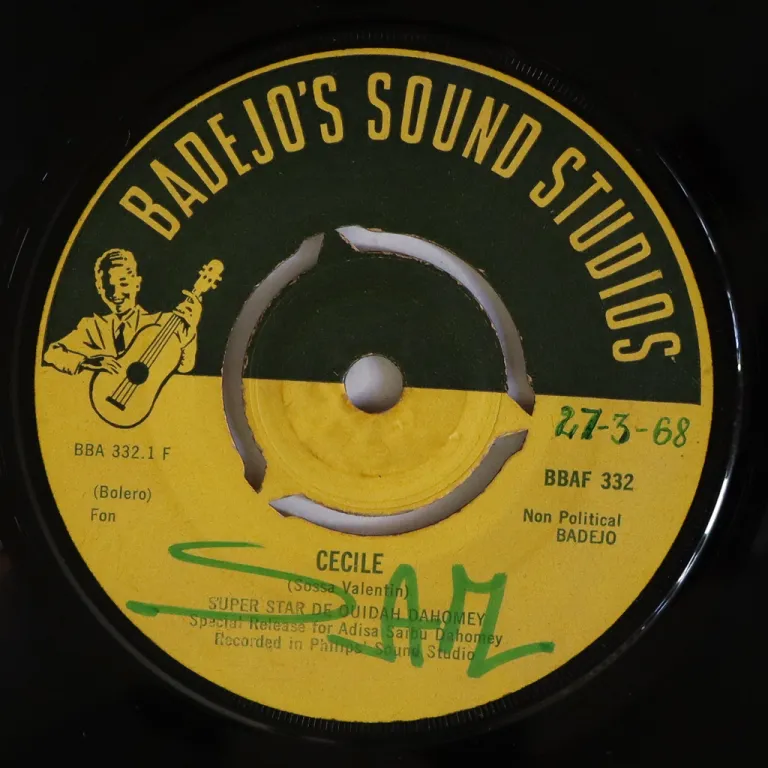 BADEJO'S SOUND STUDIOS
27-3-68
BBA 332.1 F
BBAF 332
(Bolero)
Fon
Non Political
BADEJO
CECILE
(Sossa Valentin)
SUPER STAR DE OUIDAH DAHOMEY
Special Release for Adisa Saibu Dahomey
Recorded in Philips' Sound Studio